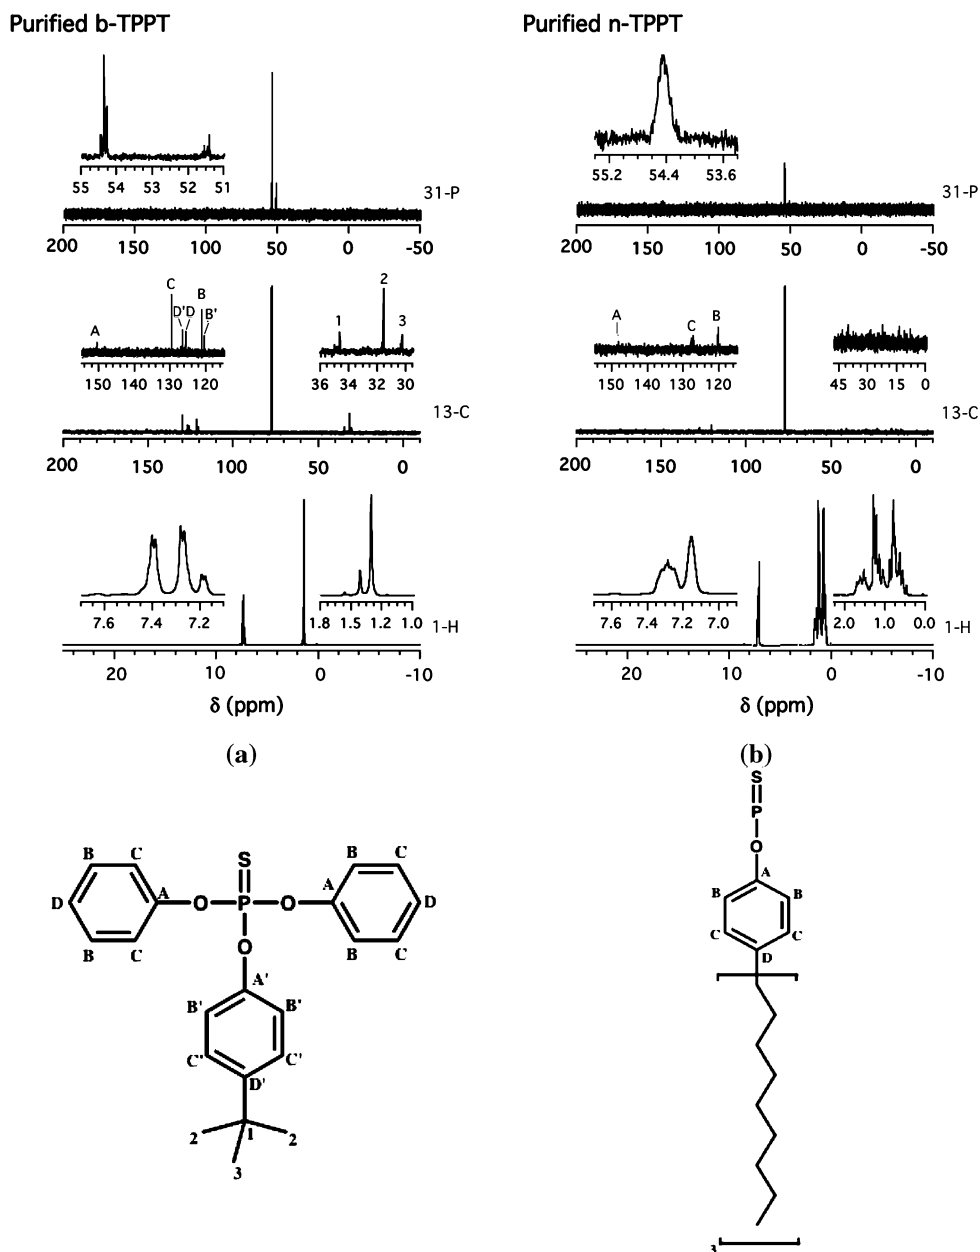 Purified b-TPPT
55 54 53 52 51
31-P
200 150 100 50 0 -50
A C D'D B B'
150 140 130 120
1 2 3
36 34 32 30
13-C
200 150 100 50 0
7.6 7.4 7.2
1.8 1.5 1.3 1.0
1-H
20 0 -10
δ (ppm)
(a)
Purified n-TPPT
55.2 54.4 53.6
31-P
200 150 100 50 0 -50
A C B
150 140 130 120
45 30 15 0
13-C
200 150 100 50 0
7.6 7.3 7.2 7.0
2.0 1.0 0.0
1-H
20 0 -10
δ (ppm)
(b)
B C S B C
D A O P O A D
B C O B C
A'
B' B'
C' C'
D'
2 1 2
3
S
P
O
A
B B
C C
D
3